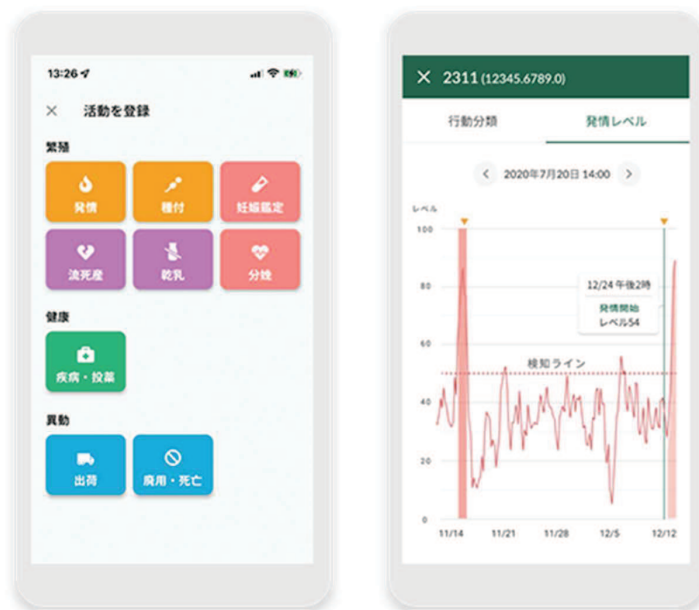 13:26
× 活動を登録
繁殖
発情
種付
妊娠鑑定
流死産
乾乳
分娩
健康
疾病・投薬
異動
出荷
廃用・死亡
× 2311 (12345.6789.0)
行動分類
発情レベル
< 2020年7月20日 14:00 >
レベル
100
80
60
40
20
0
12/24 午後2時
発情開始
レベル54
検知ライン
11/14
11/21
11/28
12/5
12/12